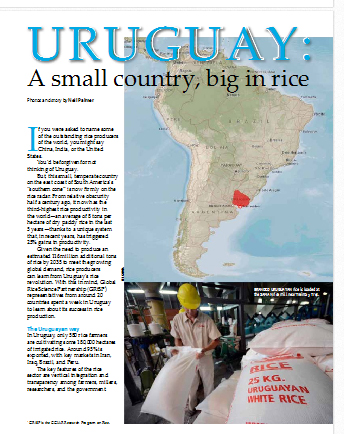 URUGUAY:
A small country, big in rice
Photos and story by Neil Palmer
If you were asked to name some
of the outstanding rice producers
of the world, you might say
China, India, or the United
States.
You'd be forgiven for not
thinking of Uruguay.
But this small, temperate country
on the east coast of South America's
"southern cone" is now firmly on the
rice radar. From relative obscurity
half a century ago, it now has the
third-highest rice productivity in
the world—an average of 8 tons per
hectare of dry paddy rice in the last
5 years—thanks to a unique system
that, in recent years, has triggered
25% gains in productivity.
Given the need to produce an
estimated 116 million additional tons
of rice by 2035 to meet the growing
global demand, rice producers
can learn from Uruguay's rice
revolution. With this in mind, Global
Rice Science Partnership (GRiSP)
representatives from around 20
countries spent a week in Uruguay
to learn about its success in rice
production.
The Uruguayan way
In Uruguay, only 580 rice farmers
are cultivating some 180,000 hectares
of irrigated rice. Around 95% is
exported, with key markets in Iran,
Iraq, Brazil, and Peru.
The key features of the rice
sector are vertical integration and
transparency among farmers, millers,
researchers, and the government
BRAZIL
ARGENTINA
BRANDED URUGUAYAN rice is loaded at
RICE
25 KG.
URUGUAYAN
WHITE RICE